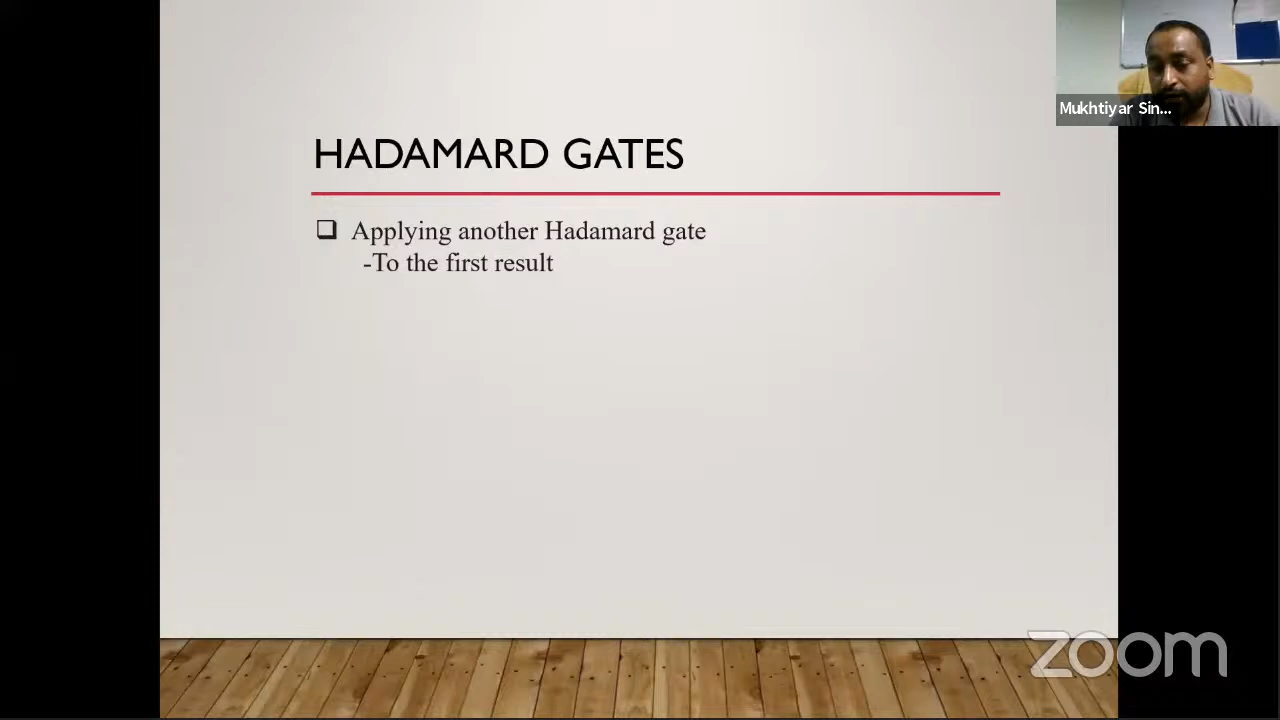 Mukhtiyar Sin...
HADAMARD GATES
❑ Applying another Hadamard gate
-To the first result
zoom